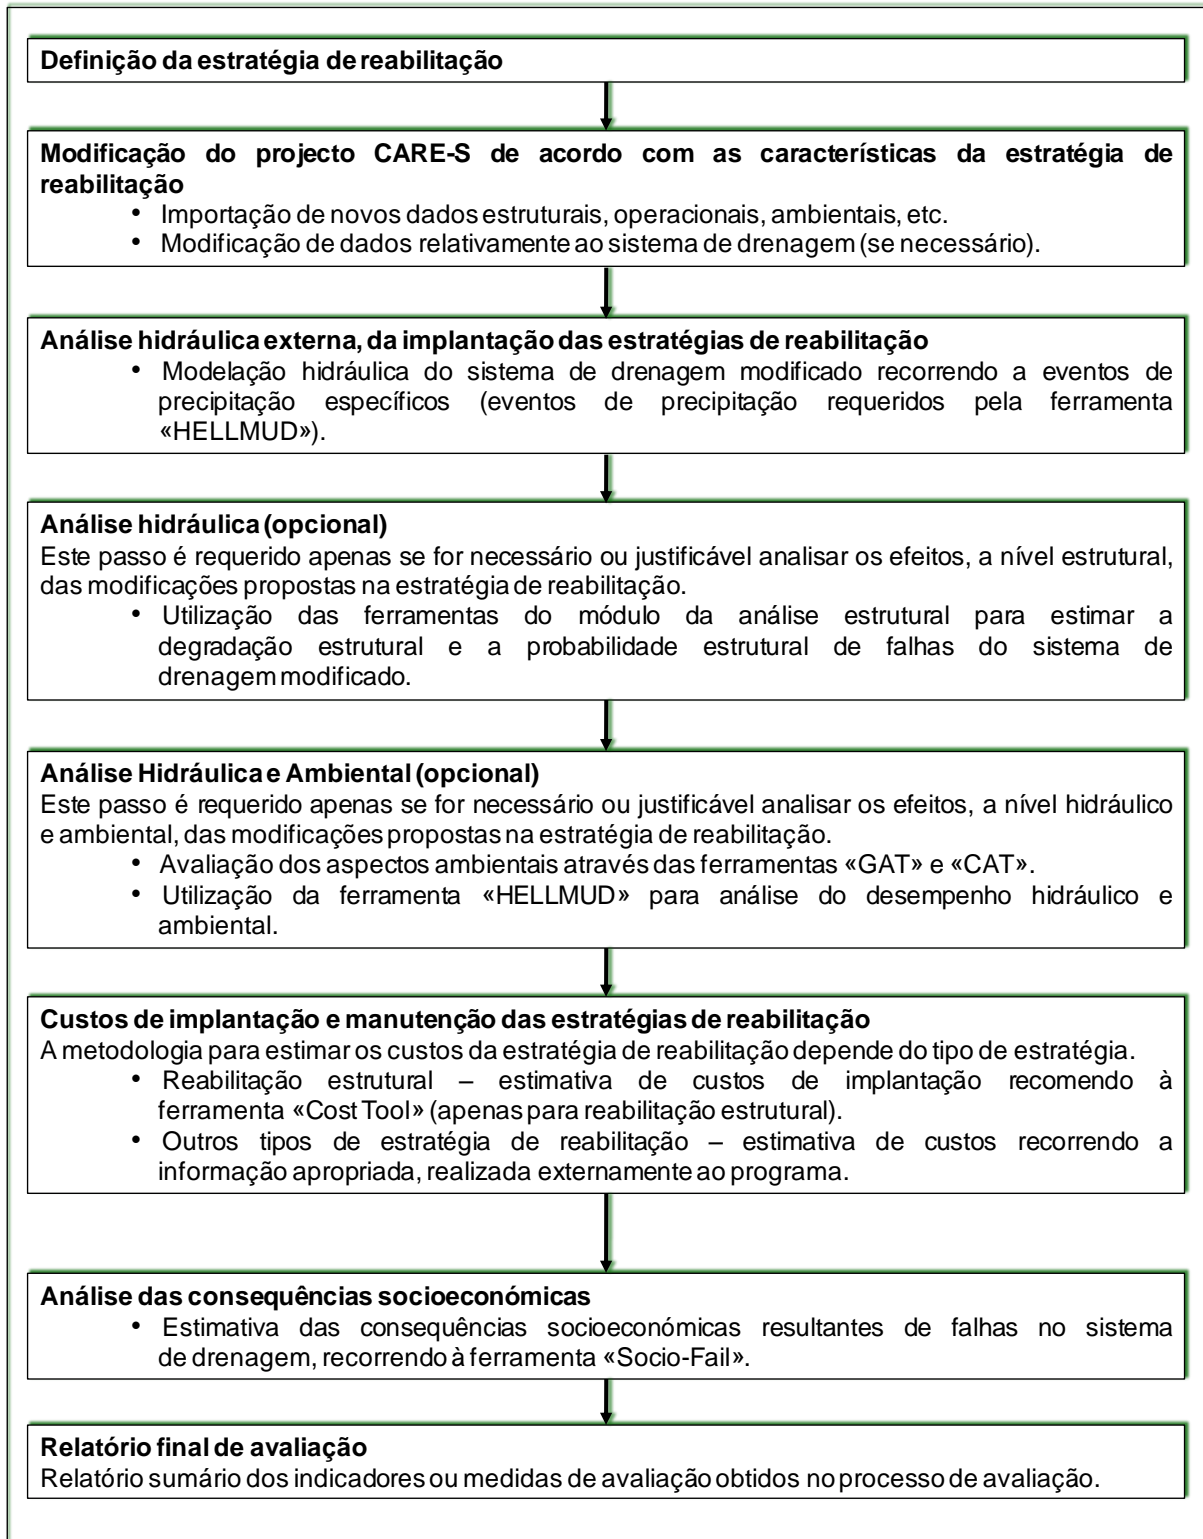 Definição da estratégia de reabilitação
Modificação do projecto CARE-S de acordo com as características da estratégia de
reabilitação
• Importação de novos dados estruturais, operacionais, ambientais, etc.
• Modificação de dados relativamente ao sistema de drenagem (se necessário).
Análise hidráulica externa, da implantação das estratégias de reabilitação
• Modelação hidráulica do sistema de drenagem modificado recorrendo a eventos de
precipitação específicos (eventos de precipitação requeridos pela ferramenta
«HELLMUD»).
Análise hidráulica (opcional)
Este passo é requerido apenas se for necessário ou justificável analisar os efeitos, a nível estrutural,
das modificações propostas na estratégia de reabilitação.
• Utilização das ferramentas do módulo da análise estrutural para estimar a
degradação estrutural e a probabilidade estrutural de falhas do sistema de
drenagem modificado.
Análise Hidráulica e Ambiental (opcional)
Este passo é requerido apenas se for necessário ou justificável analisar os efeitos, a nível hidráulico
e ambiental, das modificações propostas na estratégia de reabilitação.
• Avaliação dos aspectos ambientais através das ferramentas «GAT» e «CAT».
• Utilização da ferramenta «HELLMUD» para análise do desempenho hidráulico e
ambiental.
Custos de implantação e manutenção das estratégias de reabilitação
A metodologia para estimar os custos da estratégia de reabilitação depende do tipo de estratégia.
• Reabilitação estrutural – estimativa de custos de implantação recomendo à
ferramenta «Cost Tool» (apenas para reabilitação estrutural).
• Outros tipos de estratégia de reabilitação – estimativa de custos recorrendo a
informação apropriada, realizada externamente ao programa.
Análise das consequências socioeconómicas
• Estimativa das consequências socioeconómicas resultantes de falhas no sistema
de drenagem, recorrendo à ferramenta «Socio-Fail».
Relatório final de avaliação
Relatório sumário dos indicadores ou medidas de avaliação obtidos no processo de avaliação.